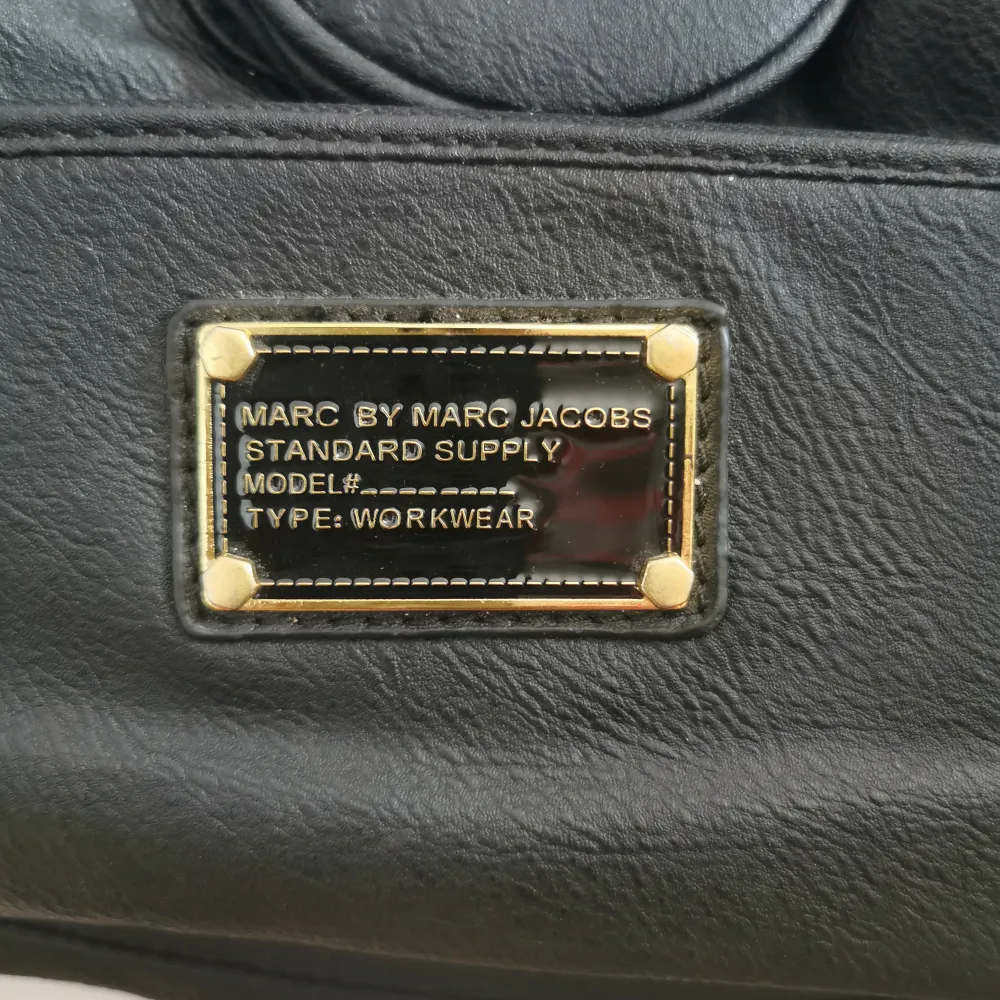 MARC BY MARC JACOBS
STANDARD SUPPLY
MODEL#_________
TYPE: WORKWEAR